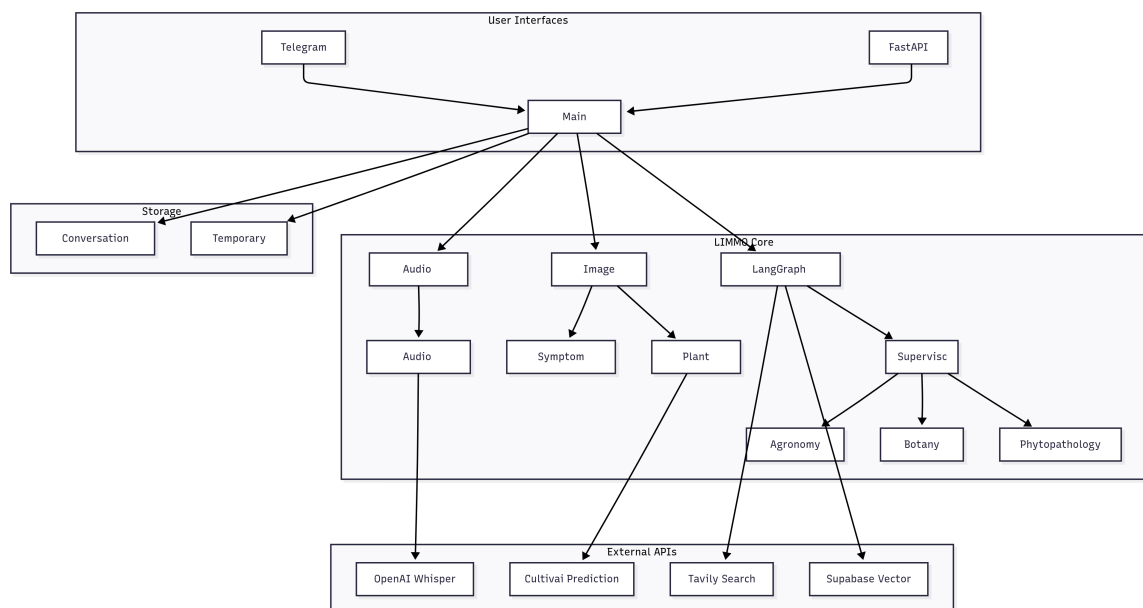 User Interfaces
Telegram
FastAPI
Main
Storage
Conversation
Temporary
LIMMO Core
Audio
Image
LangGraph
Audio
Symptom
Plant
Supervisc
Agronomy
Botany
Phytopathology
External APIs
OpenAI Whisper
Cultivai Prediction
Tavily Search
Supabase Vector